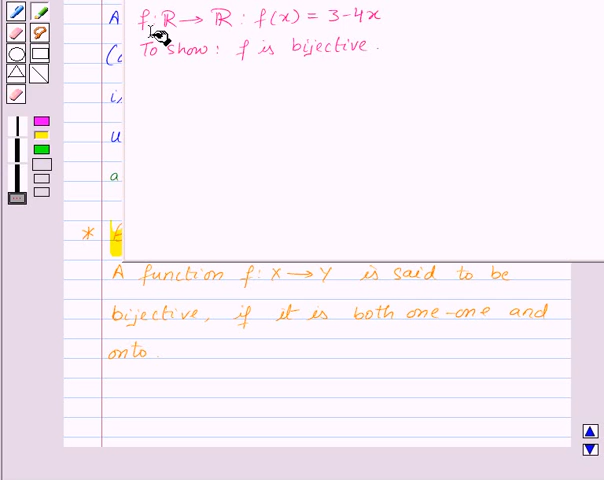 f: ℝ → ℝ : f(x) = 3-4x
To show: f is bijective.
A
i
u
a
*
A function f: X → Y is said to be
bijective, if it is both one-one and
onto.